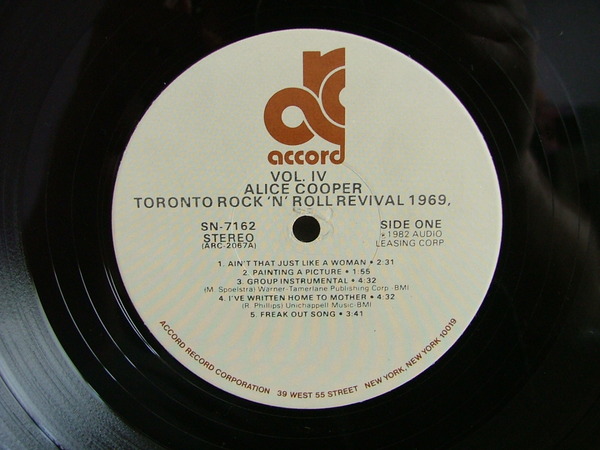 accord
VOL. IV
ALICE COOPER
TORONTO ROCK 'N' ROLL REVIVAL 1969,
SN-7162
STEREO
(ARC-2067A)
SIDE ONE
℗ 1982 AUDIO
LEASING CORP.
1. AIN'T THAT JUST LIKE A WOMAN • 2:31
2. PAINTING A PICTURE • 1:55
3. GROUP INSTRUMENTAL • 4:32
(M. Spoelstra) Warner-Tamerlane Publishing Corp.-BMI
4. I'VE WRITTEN HOME TO MOTHER • 4:32
(R. Phillips) Unichappell Music-BMI
5. FREAK OUT SONG • 3:41
ACCORD RECORD CORPORATION 39 WEST 55 STREET NEW YORK, NEW YORK 10019